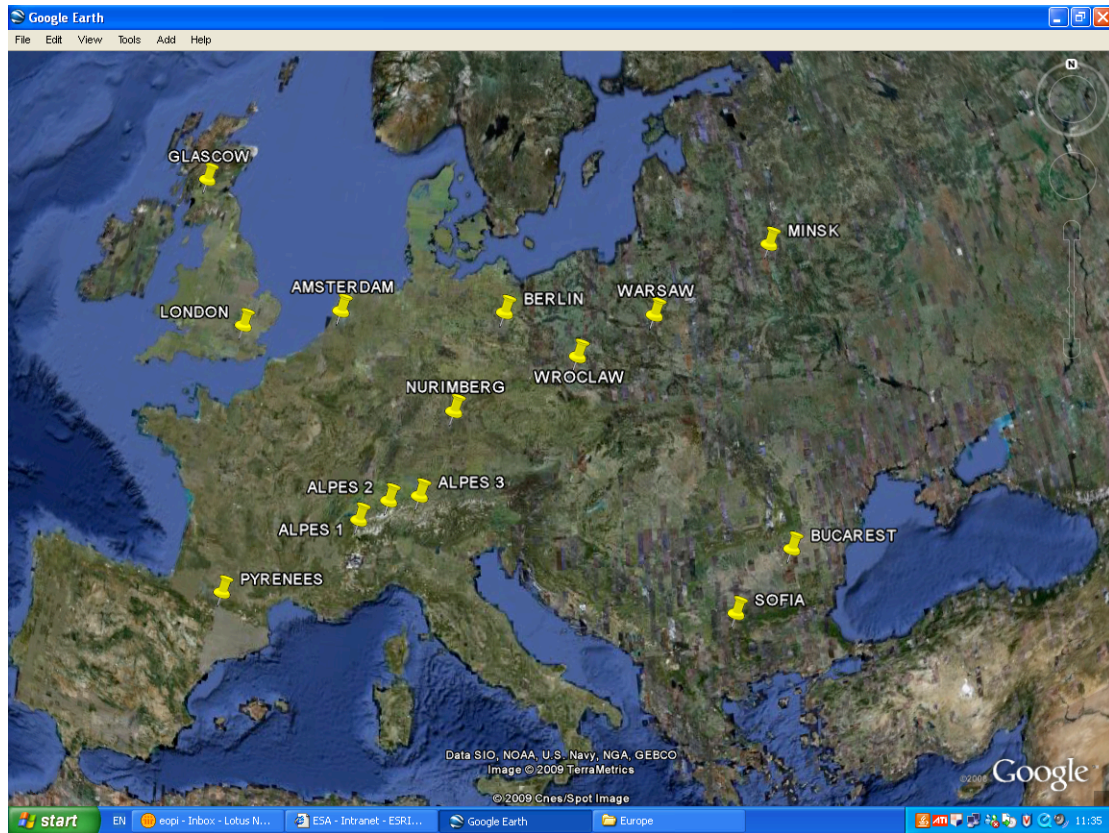 Google Earth
File Edit View Tools Add Help
N
GLASCOW
MINSK
AMSTERDAM
BERLIN
WARSAW
LONDON
WROCLAW
NURIMBERG
ALPES 2
ALPES 3
ALPES 1
BUCAREST
PYRENEES
SOFIA
Data SIO, NOAA, U.S. Navy, NGA, GEBCO
Image © 2009 TerraMetrics
© 2009 Cnes/Spot Image
Google
start EN eopi - Inbox - Lotus N... ESA - Intranet - ESRI... Google Earth Europe ATI 11:35